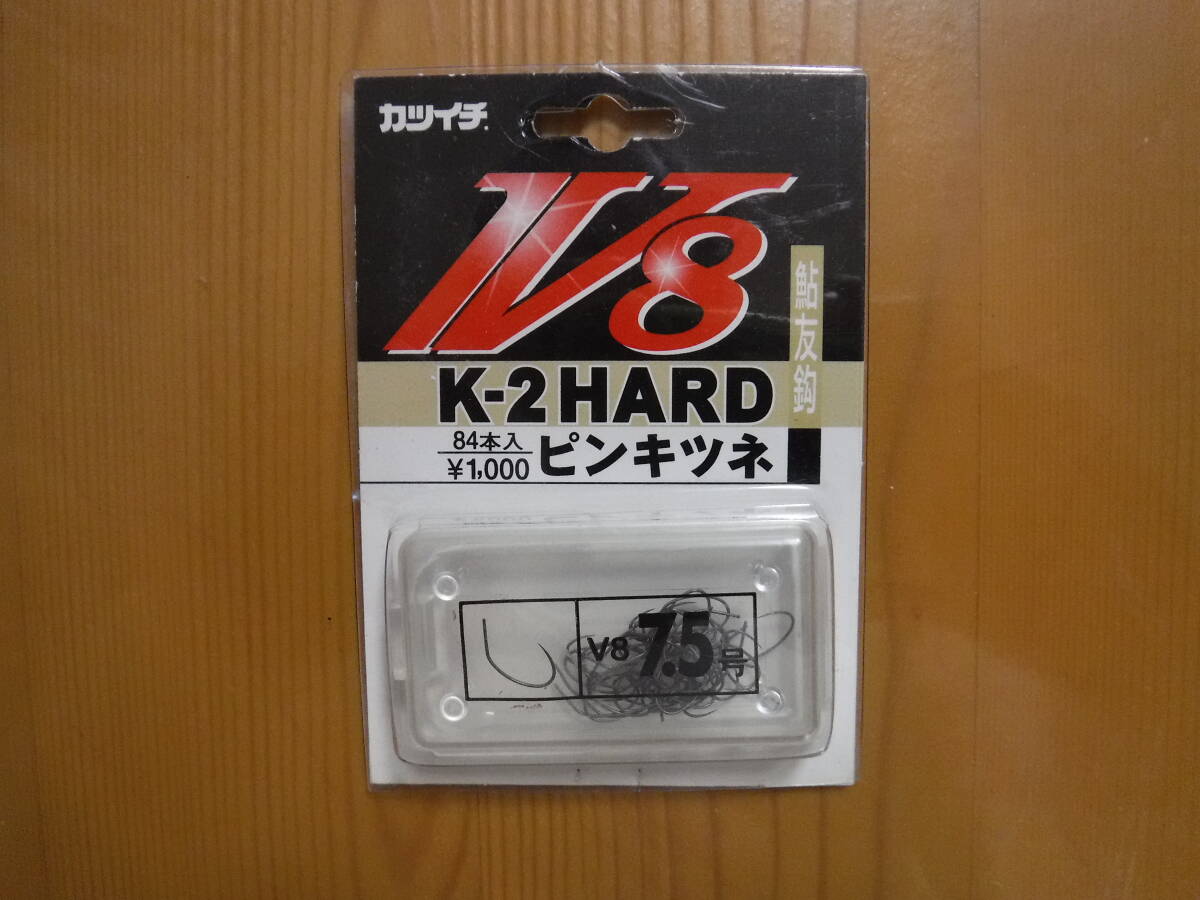 カツイチ
V8
鮎友鈎
K-2 HARD
84本入
¥1,000
ピンキツネ
V8 7.5号